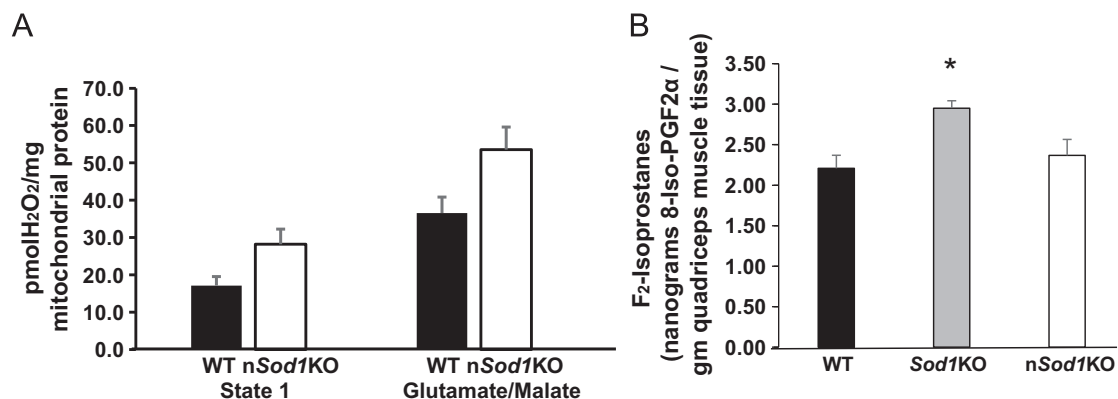 A
pmolH2O2/mg
mitochondrial protein
70.0
60.0
50.0
40.0
30.0
20.0
10.0
0.0
WT nSod1KO
State 1
WT nSod1KO
Glutamate/Malate
B
F2-Isoprostanes
(nanograms 8-Iso-PGF2α /
gm quadriceps muscle tissue)
3.50
3.00
2.50
2.00
1.50
1.00
0.50
0.00
*
WT
Sod1KO
nSod1KO